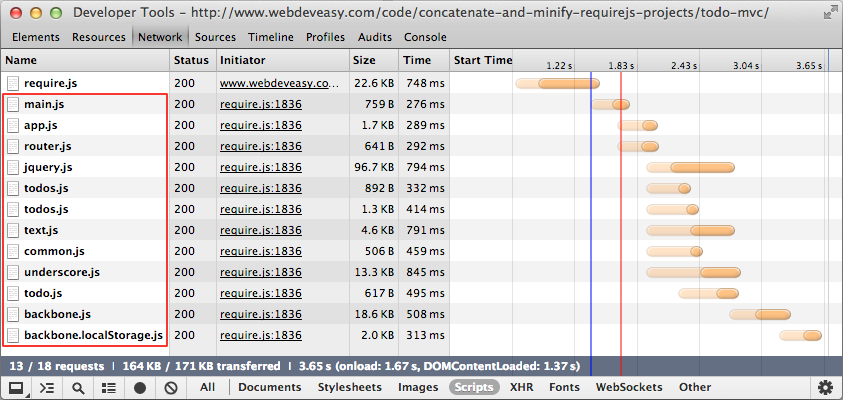 Developer Tools - http://www.webdeveasy.com/code/concatenate-and-minify-requirejs-projects/todo-mvc/
Elements Resources Network Sources Timeline Profiles Audits Console
Name Status Initiator Size Time Start Time 1.22 s 1.83 s 2.43 s 3.04 s 3.65 s
require.js 200 www.webdeveasy.co... 22.6 KB 748 ms
main.js 200 require.js:1836 759 B 276 ms
app.js 200 require.js:1836 1.7 KB 289 ms
router.js 200 require.js:1836 641 B 292 ms
jquery.js 200 require.js:1836 96.7 KB 794 ms
todos.js 200 require.js:1836 892 B 332 ms
todos.js 200 require.js:1836 1.3 KB 414 ms
text.js 200 require.js:1836 4.6 KB 791 ms
common.js 200 require.js:1836 506 B 459 ms
underscore.js 200 require.js:1836 13.3 KB 845 ms
todo.js 200 require.js:1836 617 B 495 ms
backbone.js 200 require.js:1836 18.6 KB 508 ms
backbone.localStorage.js 200 require.js:1836 2.0 KB 313 ms
13 / 18 requests | 164 KB / 171 KB transferred | 3.65 s (onload: 1.67 s, DOMContentLoaded: 1.37 s)
All Documents Stylesheets Images Scripts XHR Fonts WebSockets Other